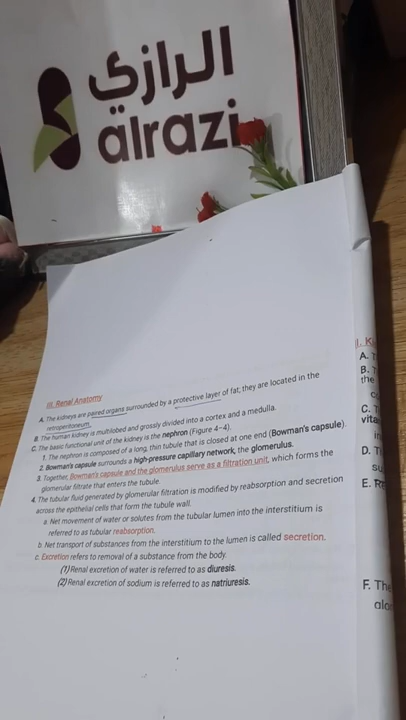 الرازي
alrazi
III. Renal Anatomy
A. The kidneys are paired organs surrounded by a protective layer of fat; they are located in the
retroperitoneum.
B. The human kidney is multilobed and grossly divided into a cortex and a medulla.
C. The basic functional unit of the kidney is the nephron (Figure 4–4).
1. The nephron is composed of a long, thin tubule that is closed at one end (Bowman's capsule).
2. Bowman's capsule surrounds a high-pressure capillary network, the glomerulus.
3. Together, Bowman's capsule and the glomerulus serve as a filtration unit, which forms the
glomerular filtrate that enters the tubule.
4. The tubular fluid generated by glomerular filtration is modified by reabsorption and secretion
across the epithelial cells that form the tubule wall.
a. Net movement of water or solutes from the tubular lumen into the interstitium is
referred to as tubular reabsorption.
b. Net transport of substances from the interstitium to the lumen is called secretion.
c. Excretion refers to removal of a substance from the body.
(1) Renal excretion of water is referred to as diuresis.
(2) Renal excretion of sodium is referred to as natriuresis.
A.
B.
the
C.
D.
E.
F. The